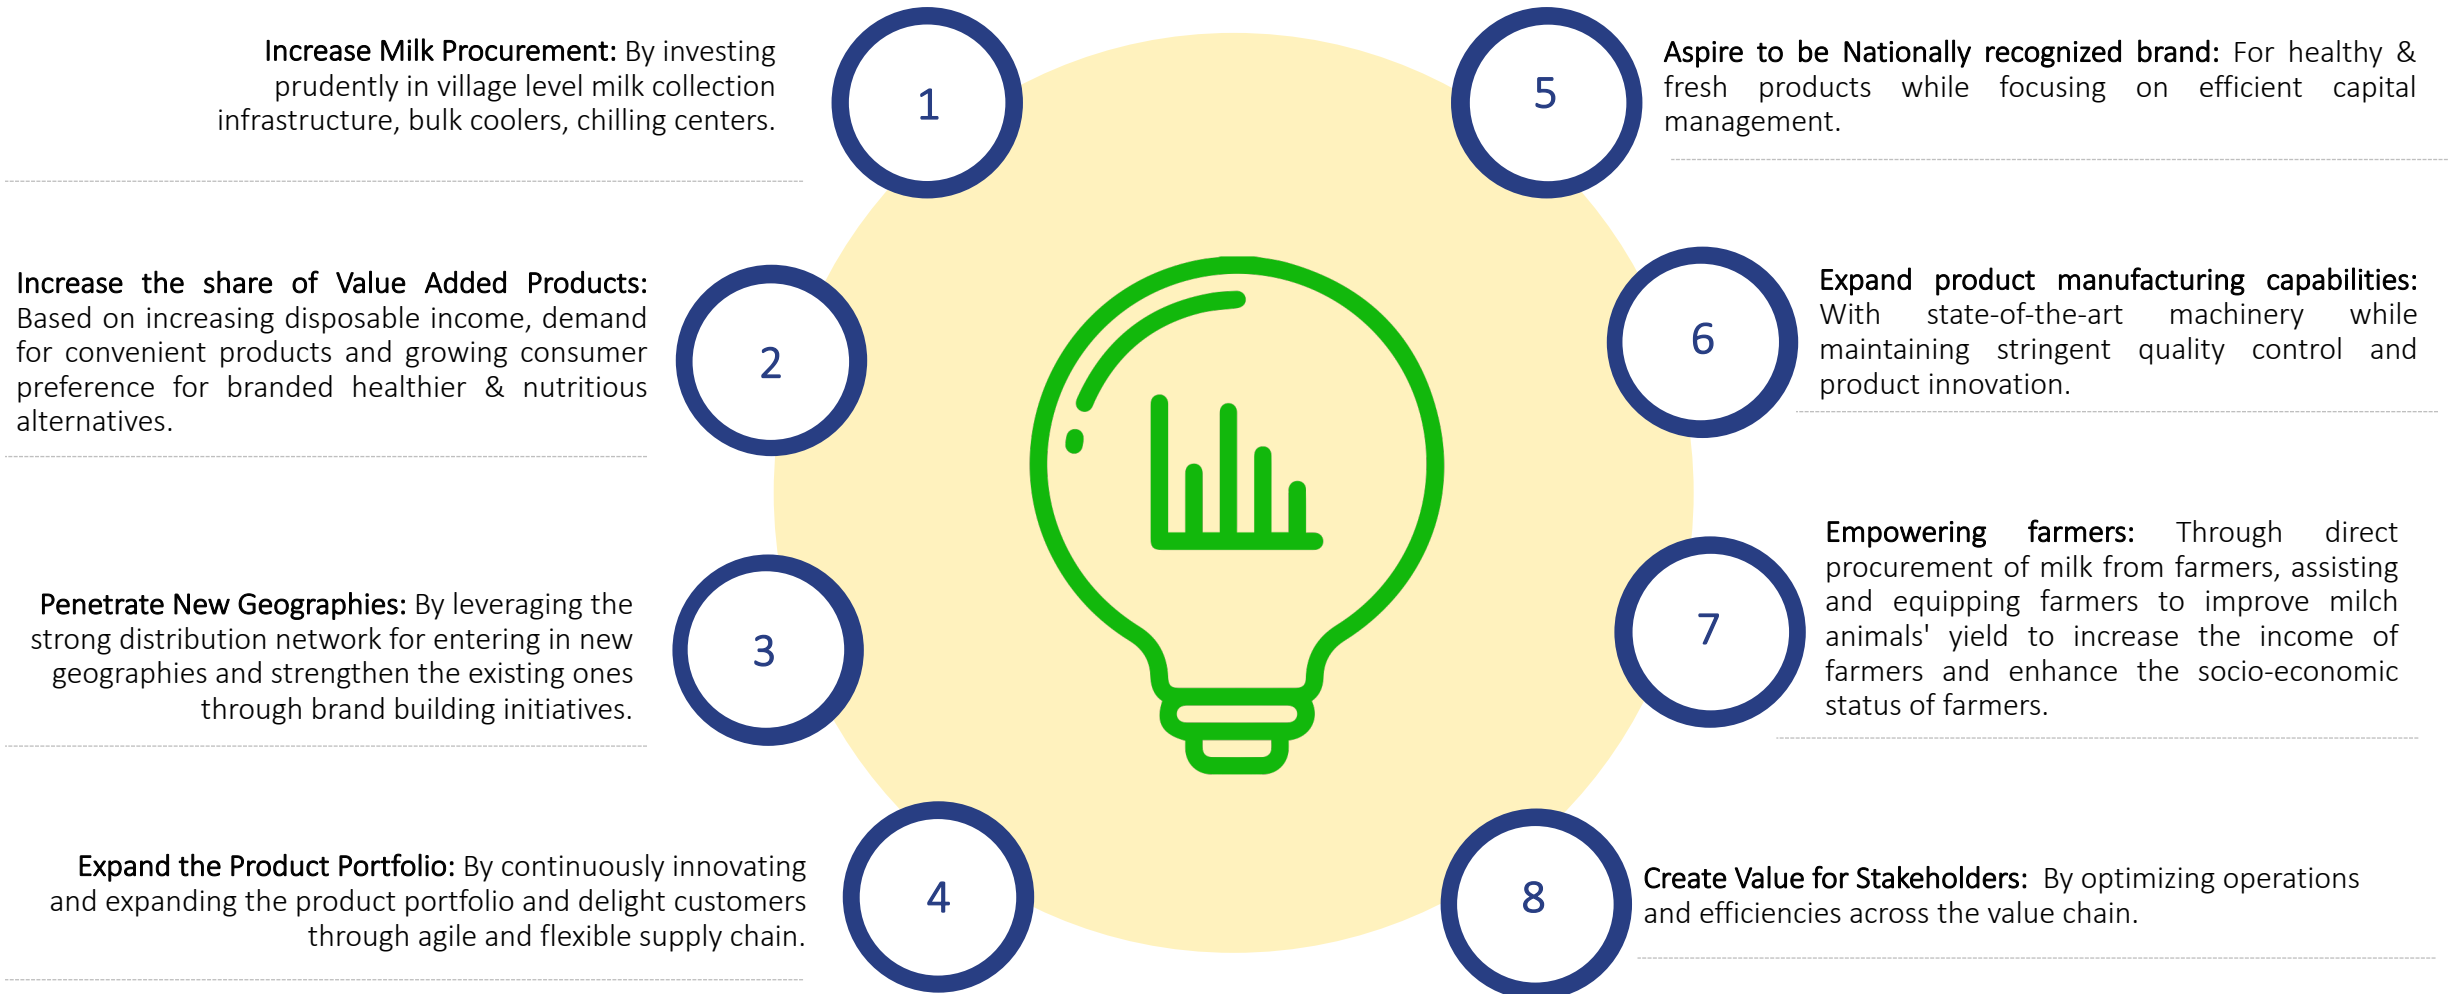 1
Increase Milk Procurement: By investing
prudently in village level milk collection
infrastructure, bulk coolers, chilling centers.
2
Increase the share of Value Added Products:
Based on increasing disposable income, demand
for convenient products and growing consumer
preference for branded healthier & nutritious
alternatives.
3
Penetrate New Geographies: By leveraging the
strong distribution network for entering in new
geographies and strengthen the existing ones
through brand building initiatives.
4
Expand the Product Portfolio: By continuously innovating
and expanding the product portfolio and delight customers
through agile and flexible supply chain.
5
Aspire to be Nationally recognized brand: For healthy &
fresh products while focusing on efficient capital
management.
6
Expand product manufacturing capabilities:
With state-of-the-art machinery while
maintaining stringent quality control and
product innovation.
7
Empowering farmers: Through direct
procurement of milk from farmers, assisting
and equipping farmers to improve milch
animals' yield to increase the income of
farmers and enhance the socio-economic
status of farmers.
8
Create Value for Stakeholders: By optimizing operations
and efficiencies across the value chain.